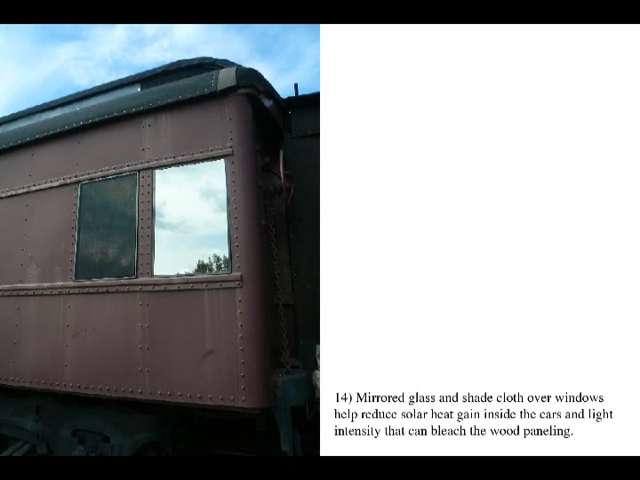 14) Mirrored glass and shade cloth over windows
help reduce solar heat gain inside the cars and light
intensity that can bleach the wood paneling.